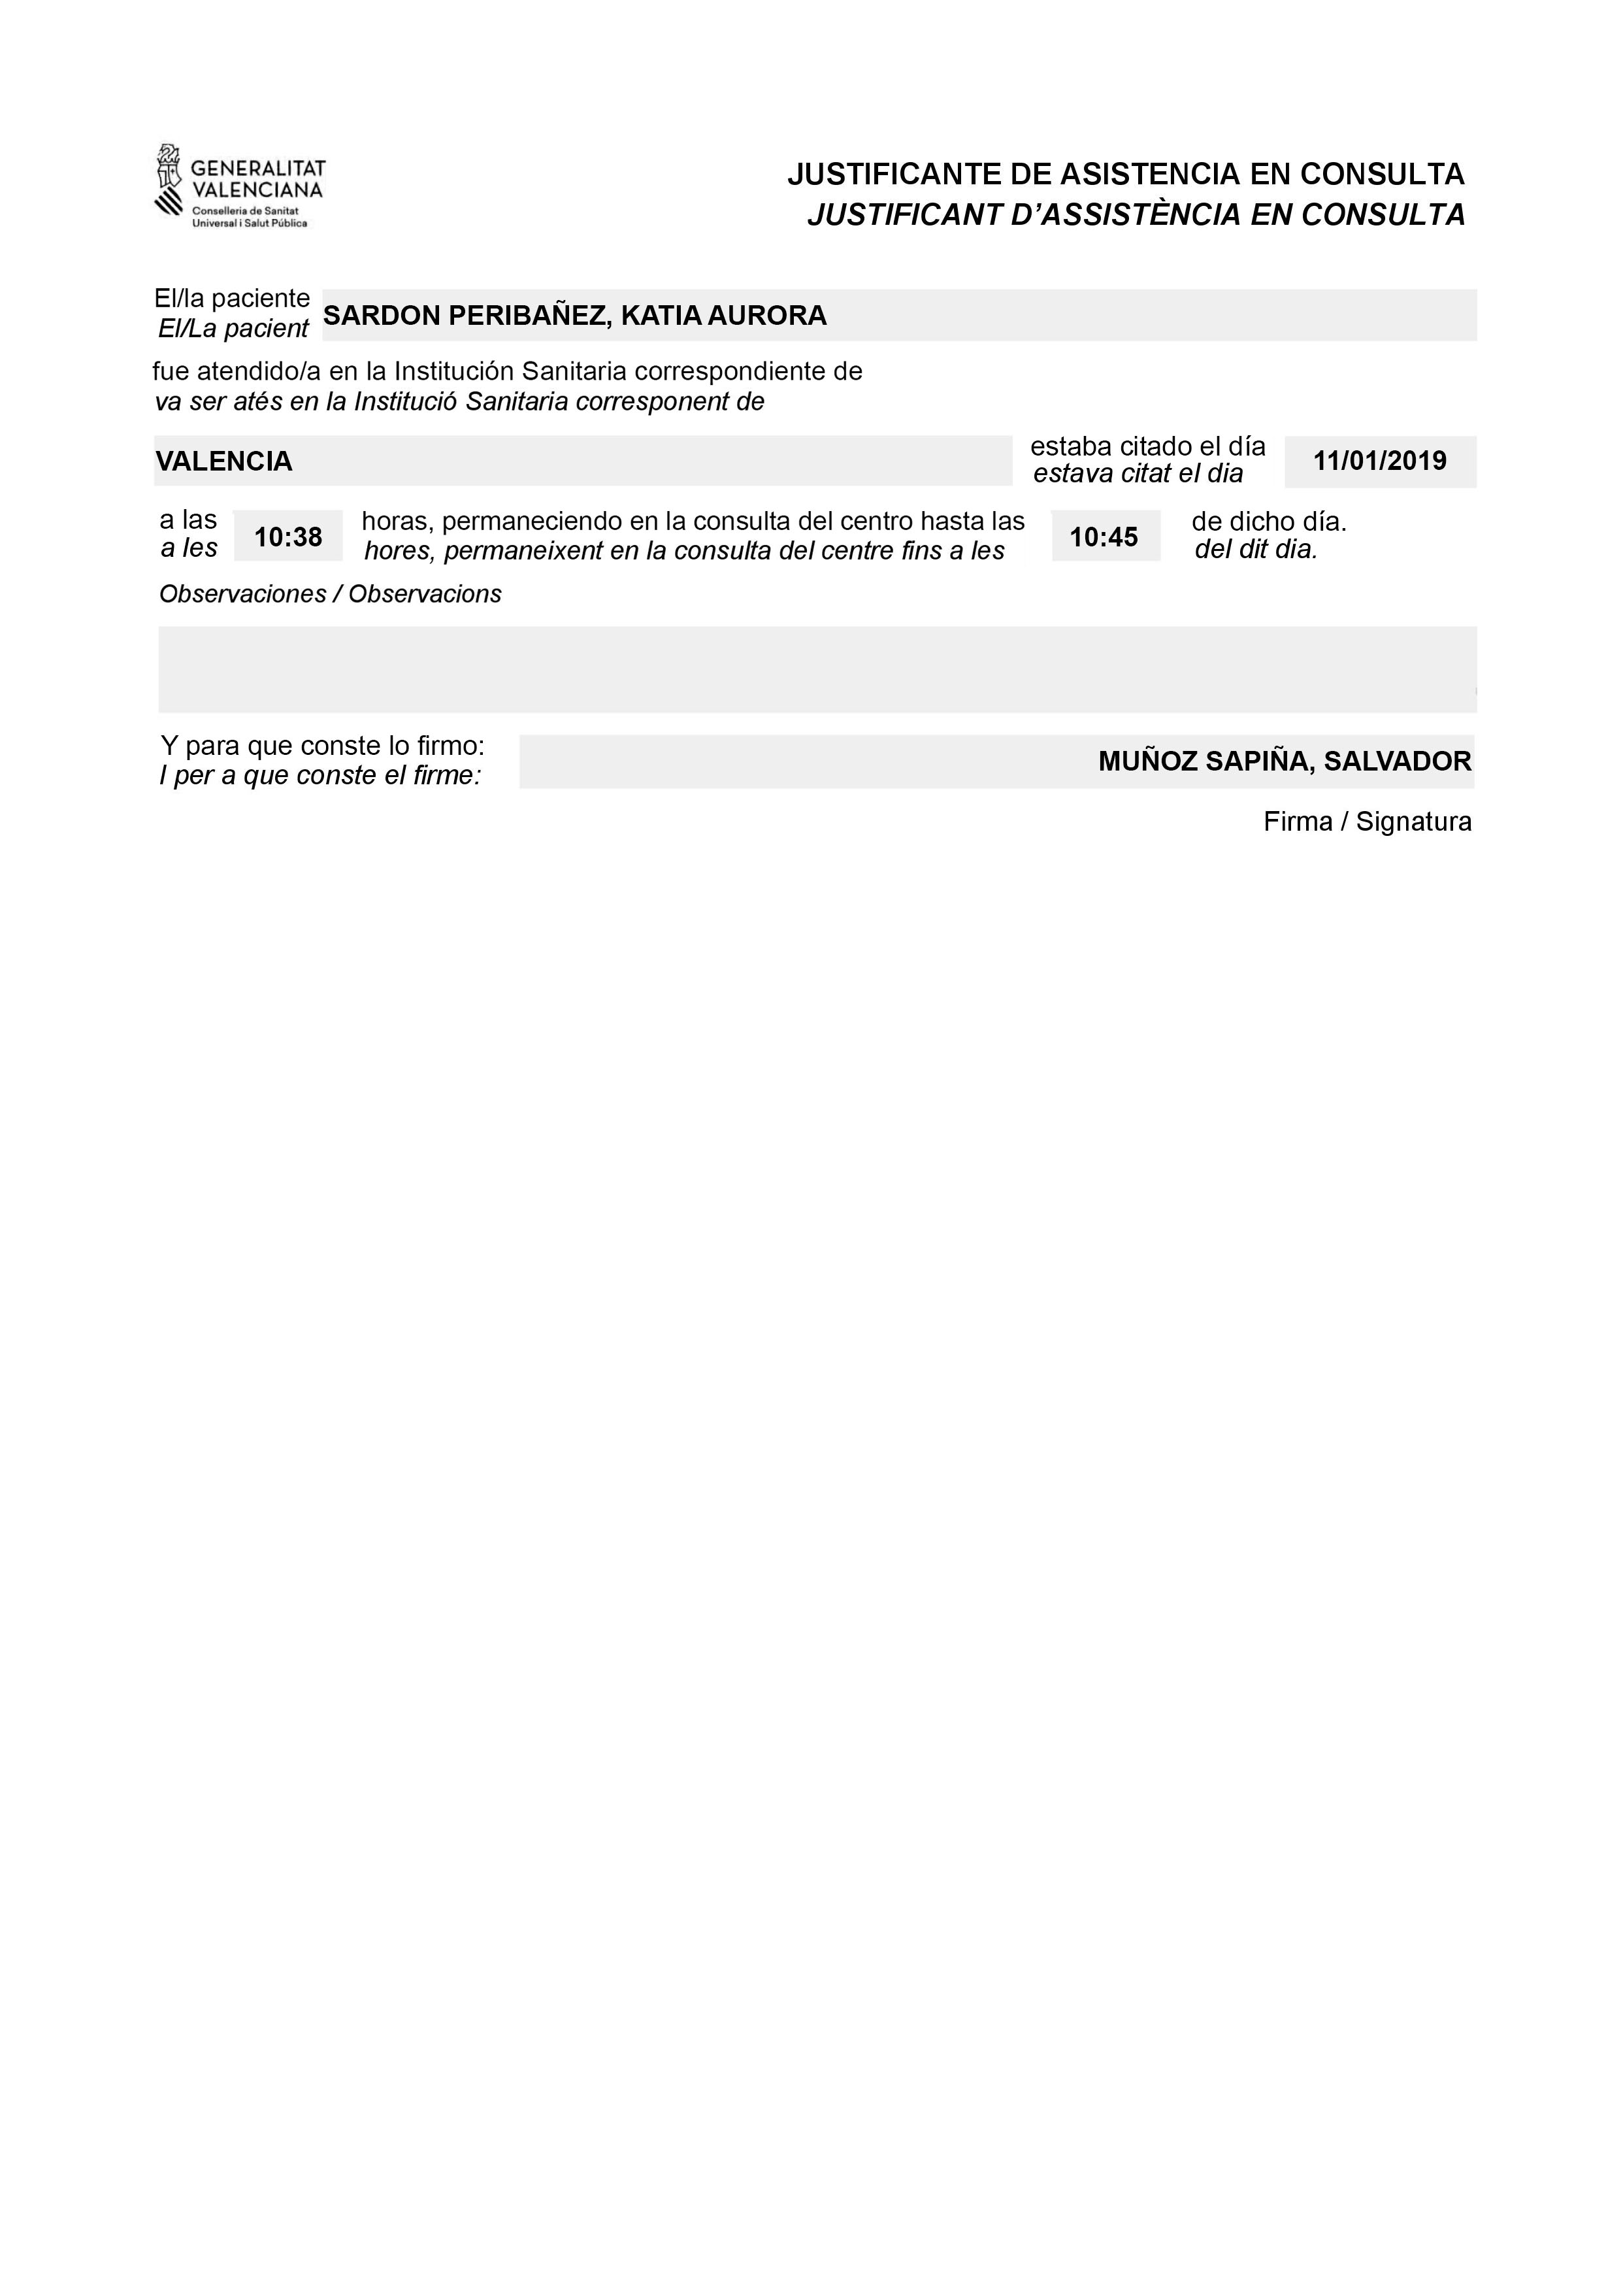 GENERALITAT
VALENCIANA
Conselleria de Sanitat
Universal i Salut Pública
JUSTIFICANTE DE ASISTENCIA EN CONSULTA
JUSTIFICANT D’ASSISTÈNCIA EN CONSULTA
El/la paciente
El/La pacient
SARDON PERIBAÑEZ, KATIA AURORA
fue atendido/a en la Institución Sanitaria correspondiente de
va ser atés en la Institució Sanitaria corresponent de
VALENCIA
estaba citado el día
estava citat el dia
11/01/2019
a las
a les
10:38
horas, permaneciendo en la consulta del centro hasta las
hores, permaneixent en la consulta del centre fins a les
10:45
de dicho día.
del dit dia.
Observaciones / Observacions
Y para que conste lo firmo:
I per a que conste el firme:
MUÑOZ SAPIÑA, SALVADOR
Firma / Signatura